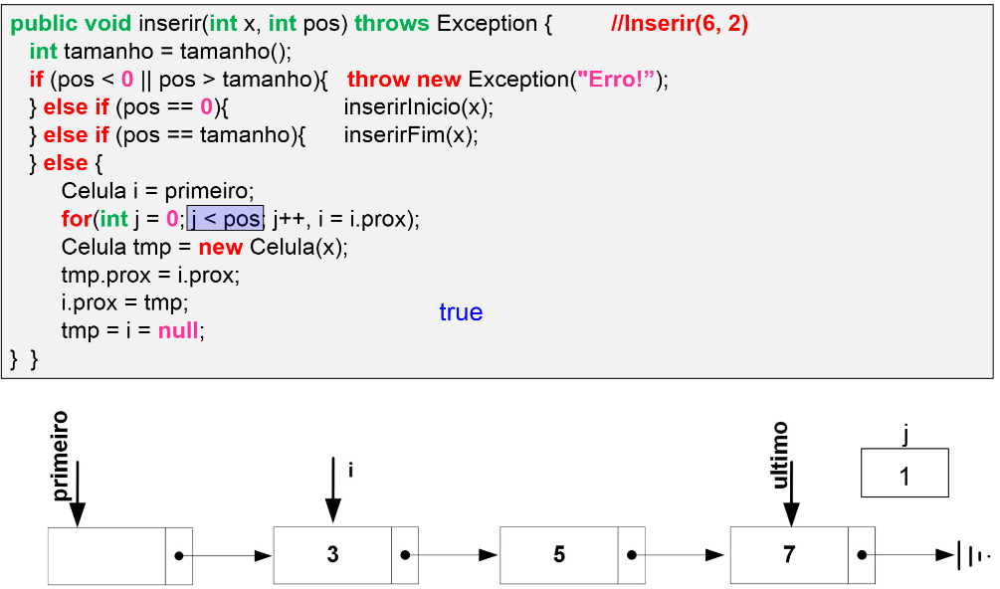 public void inserir(int x, int pos) throws Exception { //Inserir(6, 2)
int tamanho = tamanho();
if (pos < 0 || pos > tamanho){ throw new Exception("Erro!”);
} else if (pos == 0){ inserirInicio(x);
} else if (pos == tamanho){ inserirFim(x);
} else {
Celula i = primeiro;
for(int j = 0; j < pos; j++, i = i.prox);
Celula tmp = new Celula(x);
tmp.prox = i.prox;
i.prox = tmp;
tmp = i = null;
} }
true
primeiro
i
ultimo
j
1
3
5
7